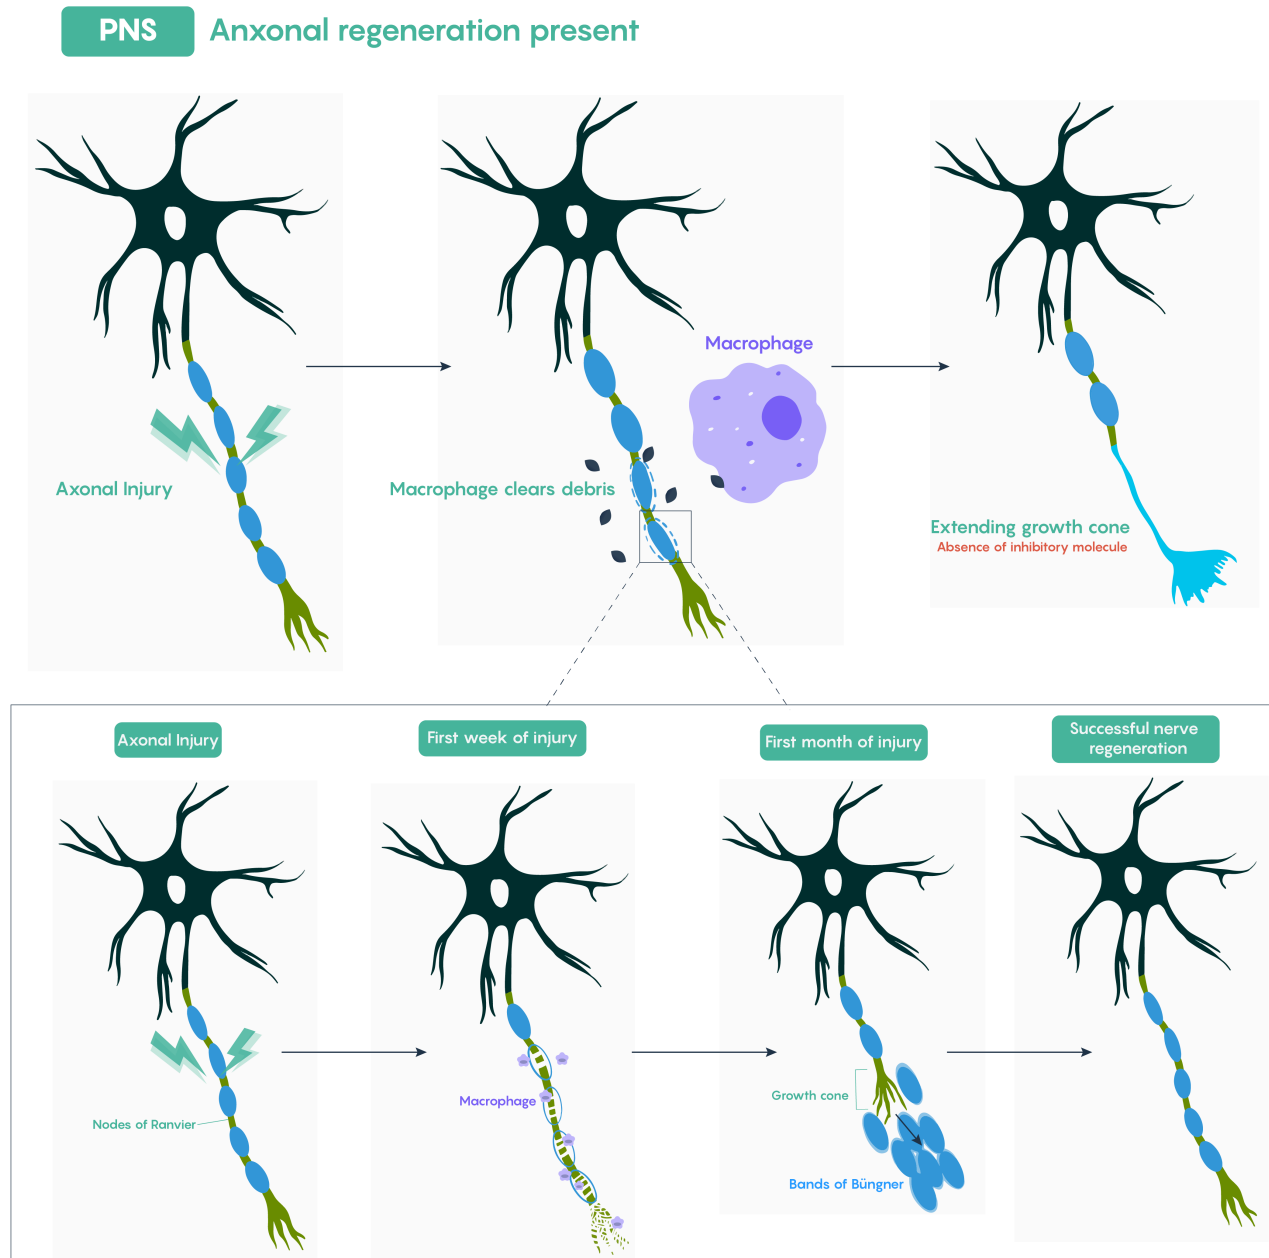 PNS Anxonal regeneration present
Axonal Injury
Macrophage clears debris
Macrophage
Extending growth cone
Absence of inhibitory molecule
Axonal Injury
First week of injury
First month of injury
Successful nerve
regeneration
Nodes of Ranvier
Macrophage
Growth cone
Bands of Büngner